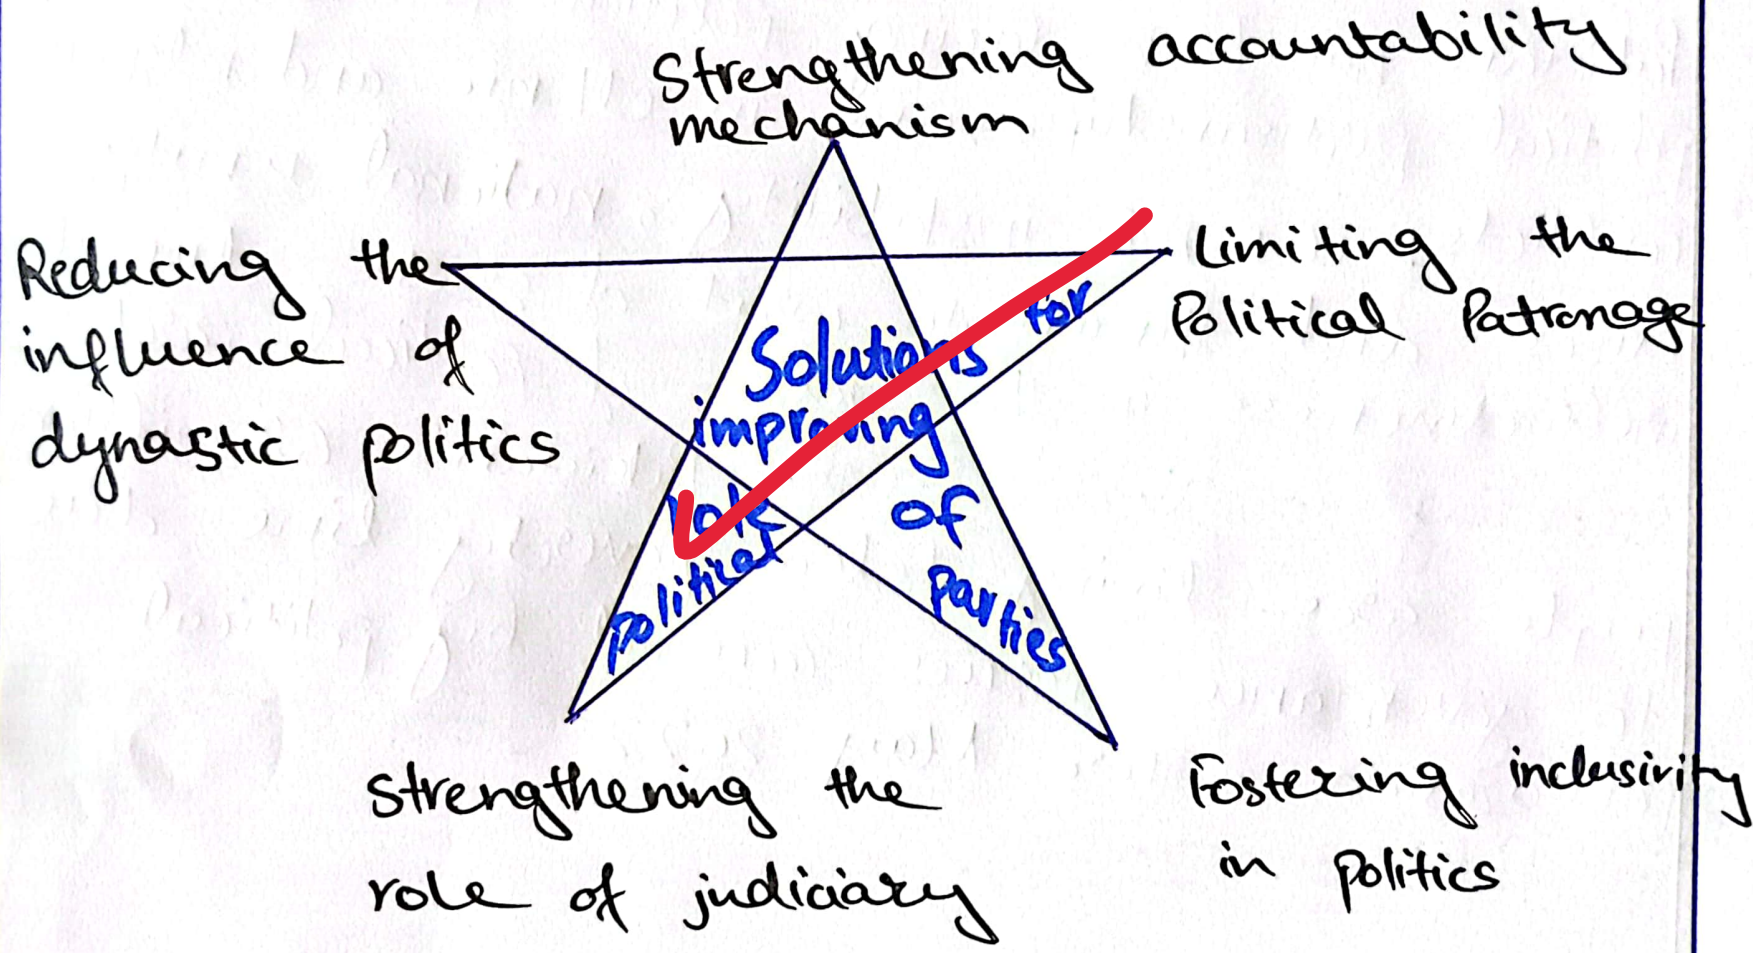 Strengthening accountability
mechanism
Reducing the
influence of
dynastic politics
Limiting the
Political Patronage
Solutions for
improving
role of
political parties
Strengthening the
role of judiciary
Fostering inclusivity
in politics